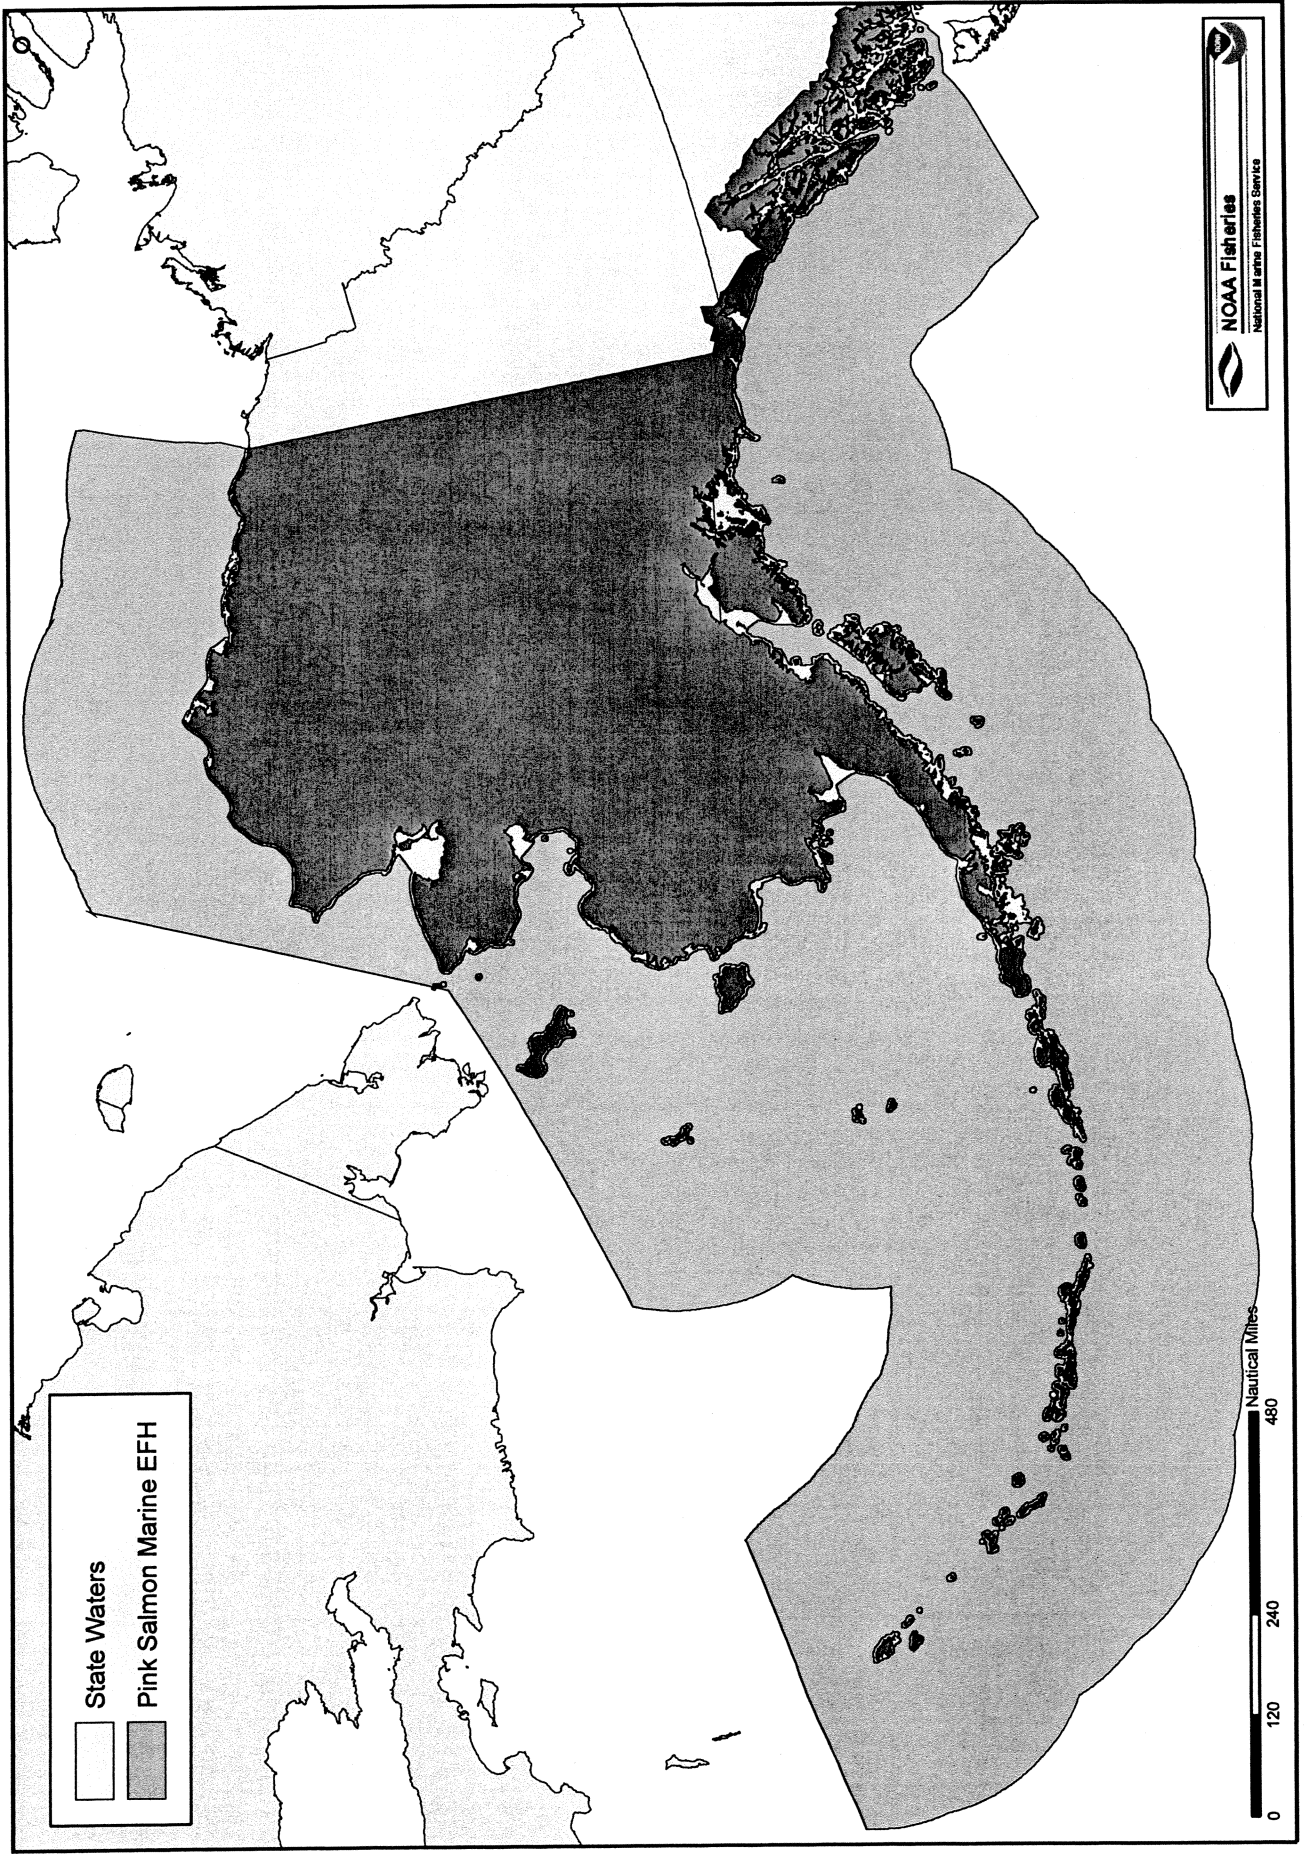 State Waters
Pink Salmon Marine EFH
NOAA Fisheries
National Marine Fisheries Service
0 120 240 480
Nautical Miles